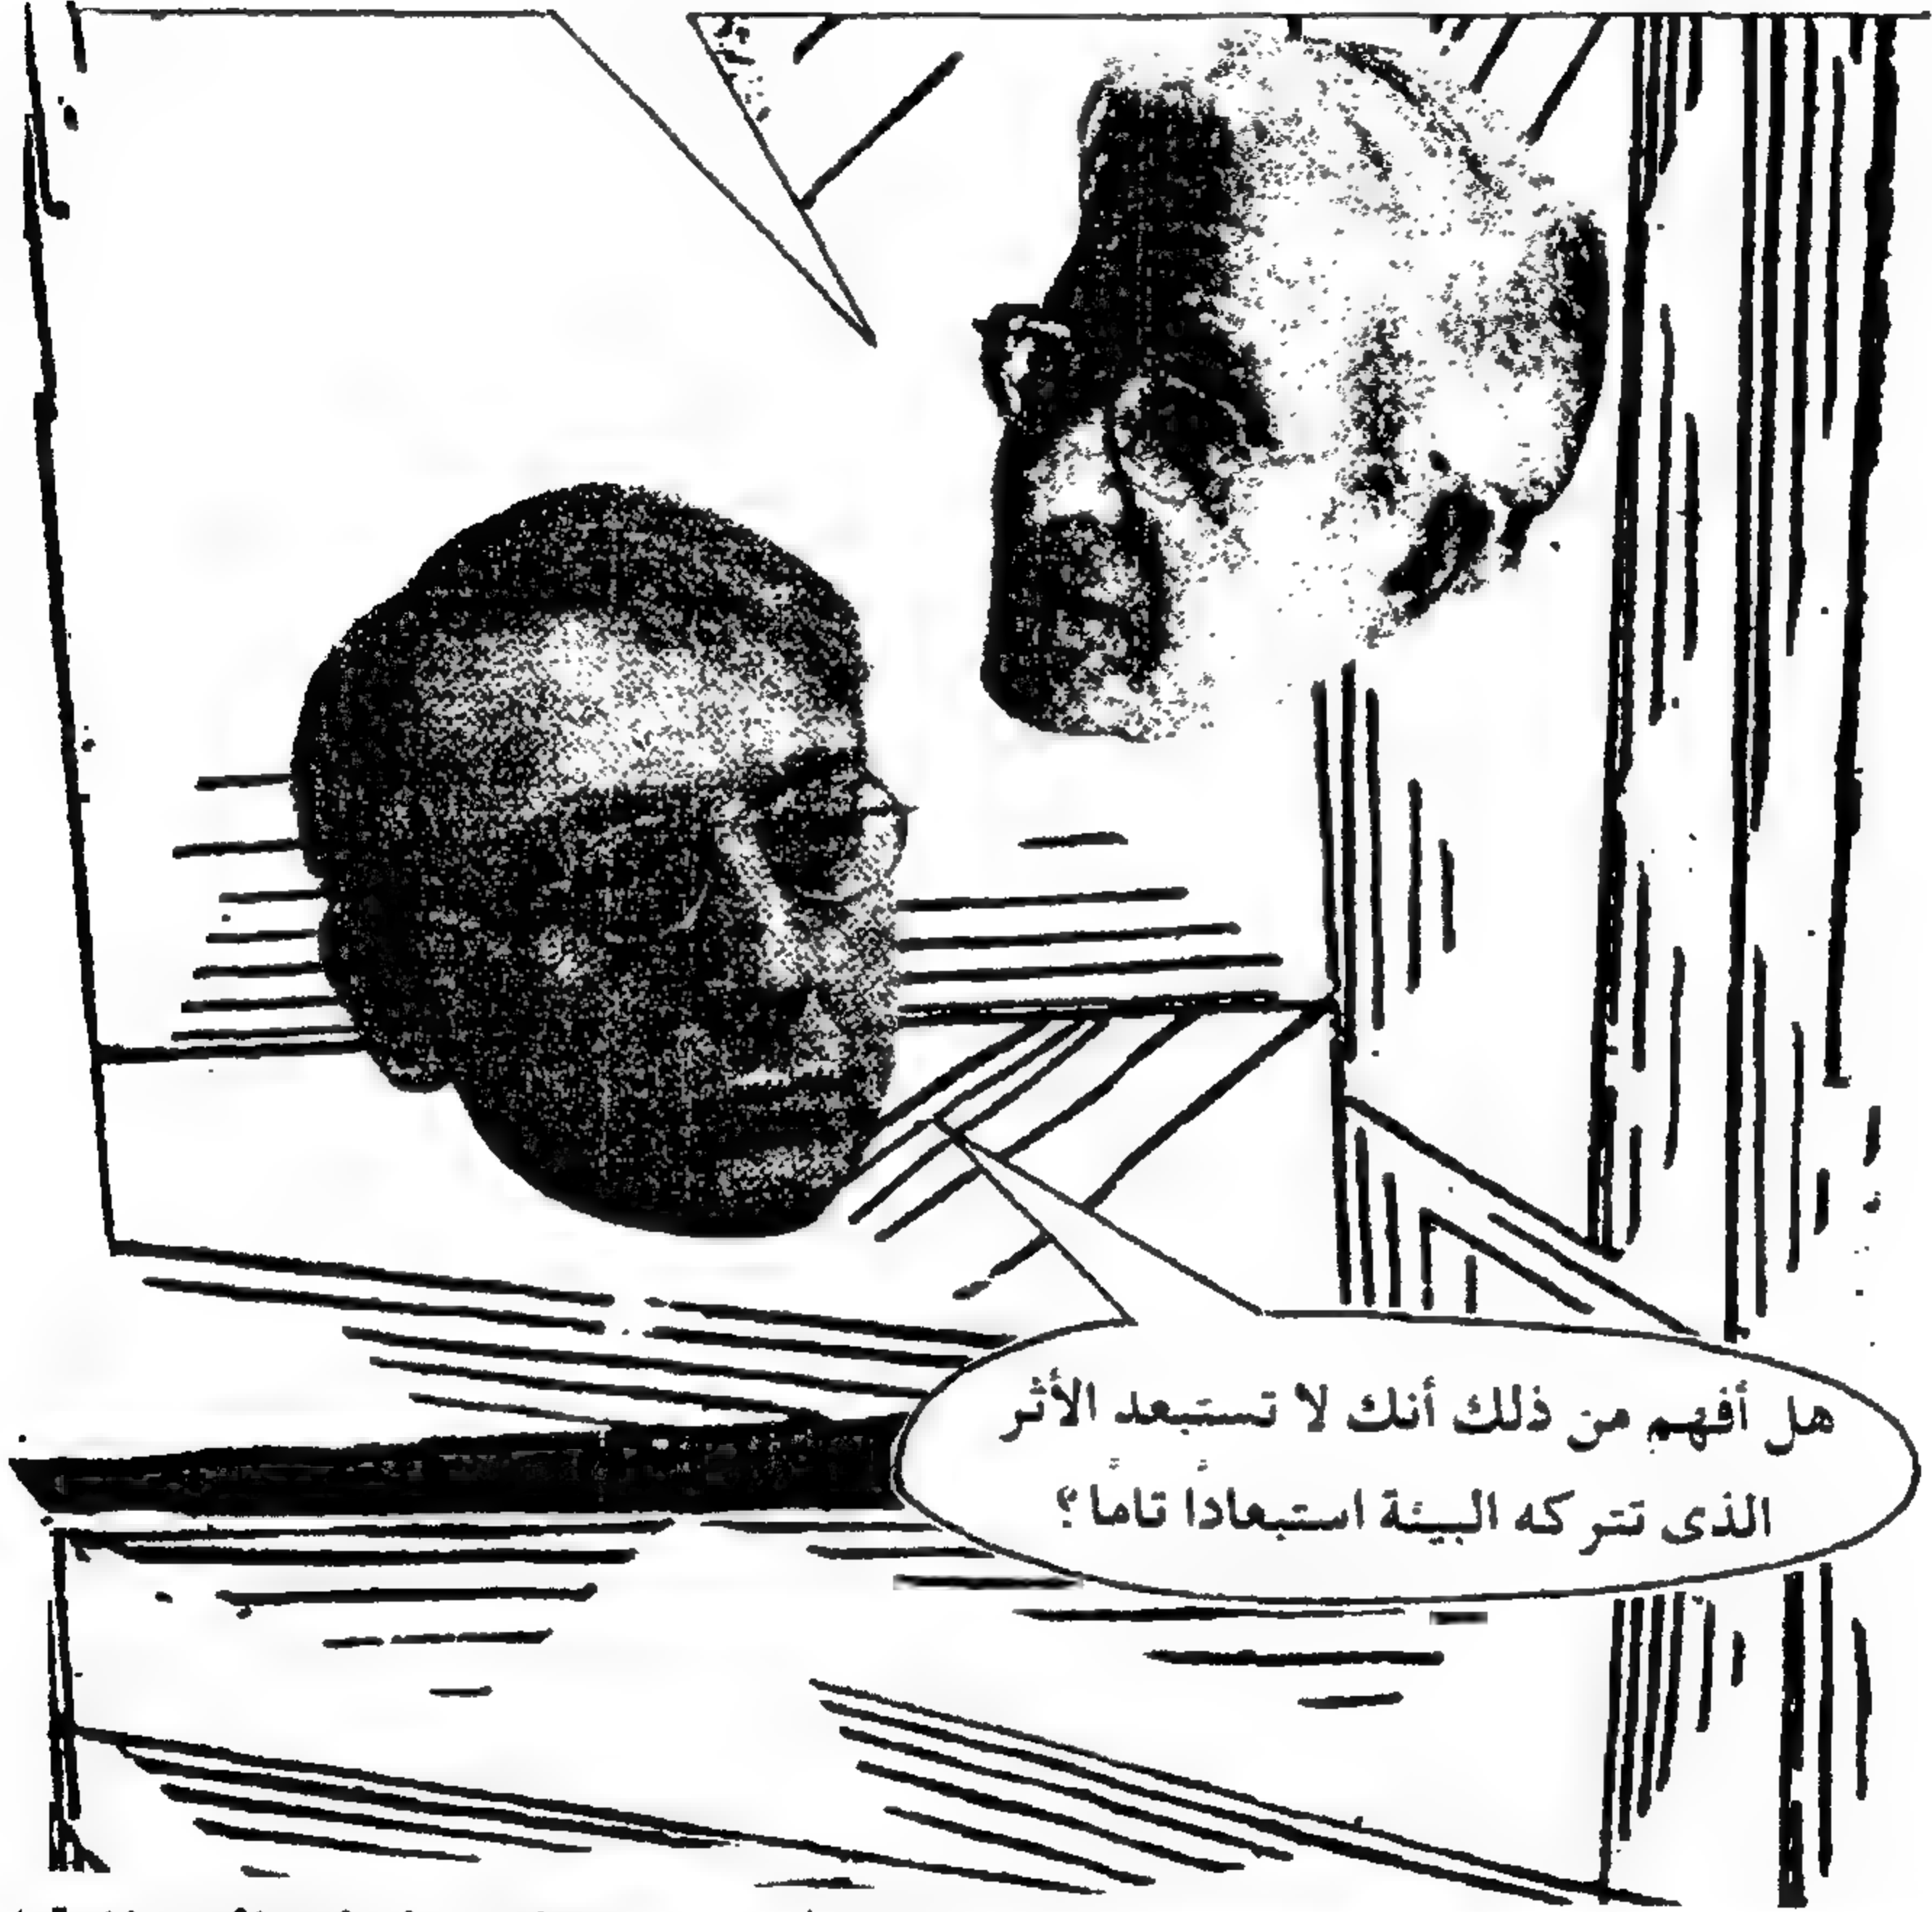 هل أفهم من ذلك أنك لا تستبعد الأثر
الذى تتركه البيئة استبعاداً تاماً ؟